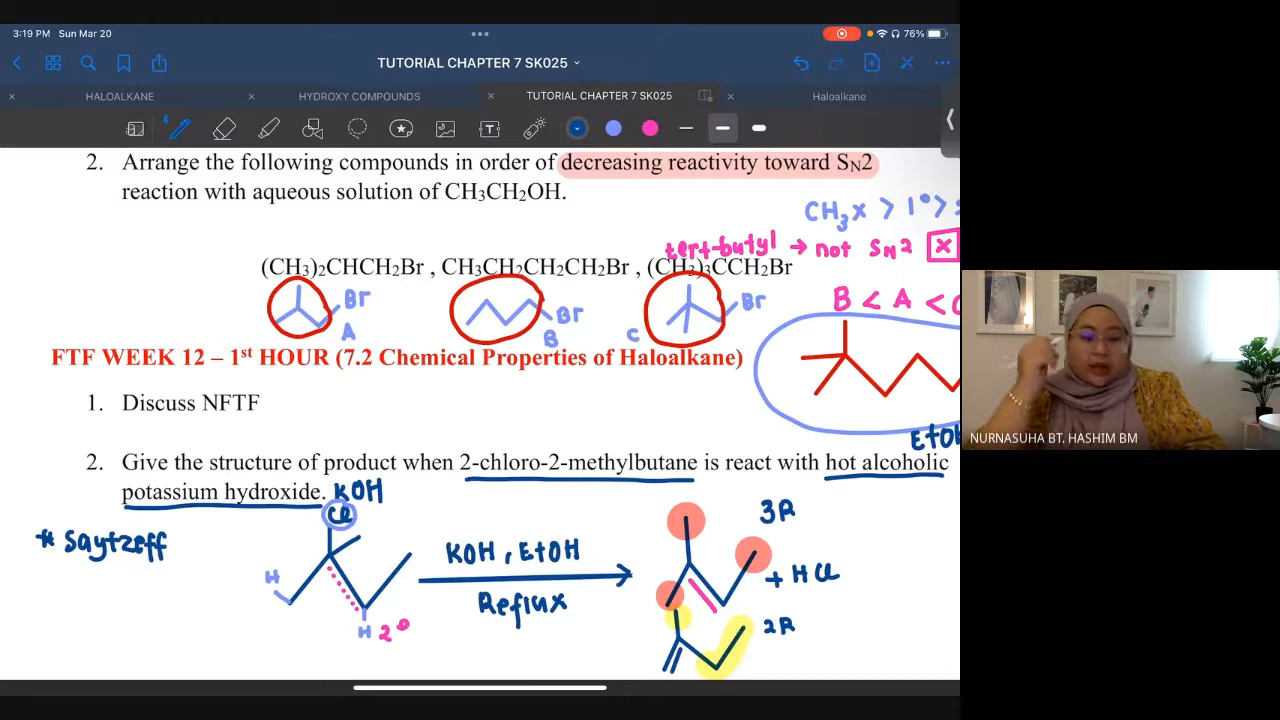 3:19 PM Sun Mar 20
76%
TUTORIAL CHAPTER 7 SK025
HALOALKANE
HYDROXY COMPOUNDS
TUTORIAL CHAPTER 7 SK025
Haloalkane
2. Arrange the following compounds in order of decreasing reactivity toward SN2
reaction with aqueous solution of CH3CH2OH.
CH3X > 1° >
tert-butyl → not SN2 X
(CH3)2CHCH2Br , CH3CH2CH2CH2Br , (CH3)3CCH2Br
Br
A
Br
B
Br
C
B < A < C
FTF WEEK 12 – 1st HOUR (7.2 Chemical Properties of Haloalkane)
1. Discuss NFTF
EtOH
2. Give the structure of product when 2-chloro-2-methylbutane is react with hot alcoholic
potassium hydroxide. KOH
* Saytzeff
Cl
H
H 2°
KOH, EtOH
Reflux
3R
+ HCl
2R
NURNASUHA BT. HASHIM BM